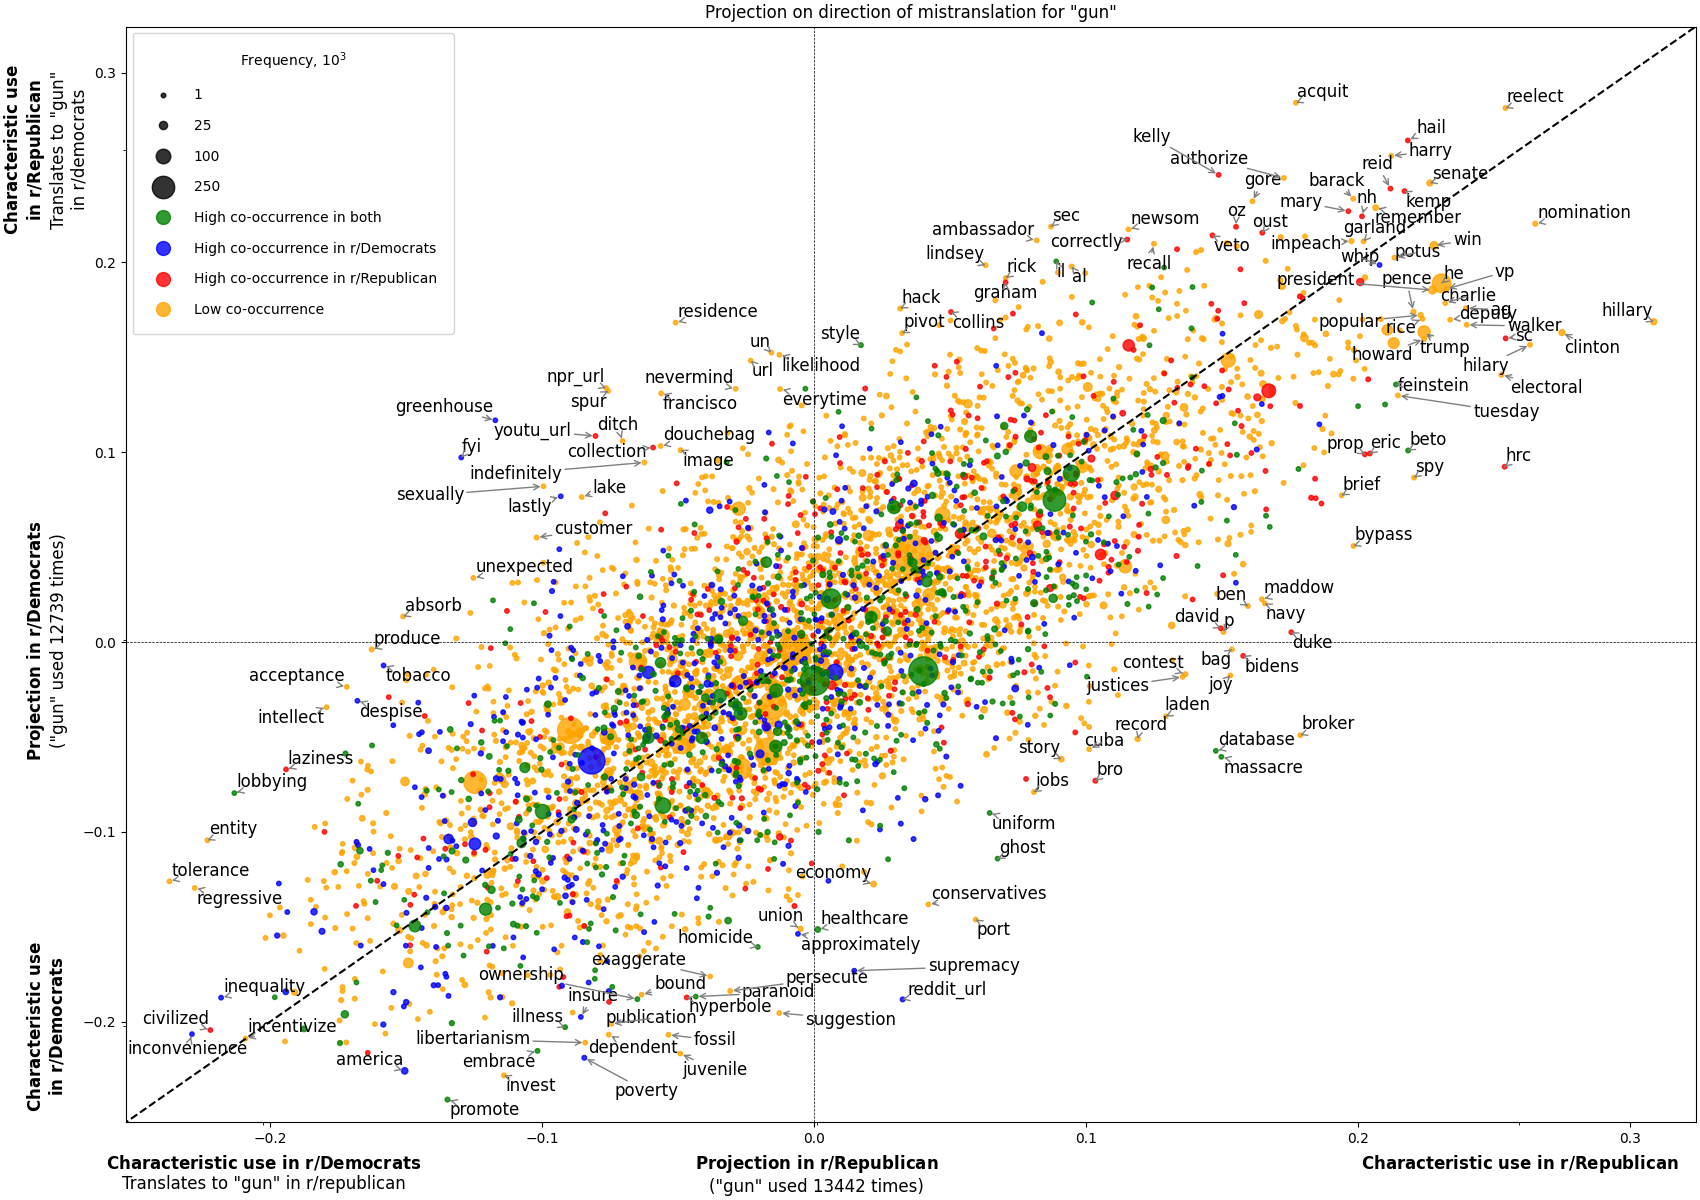 Projection on direction of mistranslation for "gun"
Characteristic use
in r/Republican
Translates to "gun"
in r/democrats
Projection in r/Democrats
("gun" used 12739 times)
Characteristic use
in r/Democrats
0.3
0.2
0.1
0.0
−0.1
−0.2
Frequency, 10³
1
25
100
250
High co-occurrence in both
High co-occurrence in r/Democrats
High co-occurrence in r/Republican
Low co-occurrence
acquit
reelect
hail
kelly
harry
authorize
reid
senate
gore
barack
nh
kemp
mary
remember
oz
nomination
sec
newsom
oust
garland
ambassador
correctly
veto
impeach
win
lindsey
recall
whip
potus
rick
il
al
president
pence
he
vp
graham
charlie
hack
ag
deputy
hillary
residence
pivot
collins
popular
rice
walker
style
sc
un
trump
clinton
likelihood
howard
hilary
url
npr_url
nevermind
feinstein
electoral
spur
francisco
everytime
greenhouse
tuesday
ditch
youtu_url
douchebag
fyi
collection
prop
eric
beto
hrc
image
indefinitely
spy
sexually
lake
brief
lastly
customer
bypass
unexpected
maddow
ben
absorb
navy
david
p
produce
duke
contest
bag
bidens
acceptance
tobacco
justices
joy
intellect
despise
laden
record
broker
cuba
database
laziness
story
massacre
bro
lobbying
jobs
uniform
entity
ghost
tolerance
economy
regressive
conservatives
union
healthcare
port
homicide
approximately
exaggerate
supremacy
ownership
bound
persecute
inequality
insure
paranoid
reddit_url
hyperbole
civilized
incentivize
illness
publication
suggestion
inconvenience
libertarianism
dependent
fossil
america
embrace
juvenile
invest
poverty
promote
−0.2
−0.1
0.0
0.1
0.2
0.3
Characteristic use in r/Democrats
Translates to "gun" in r/republican
Projection in r/Republican
("gun" used 13442 times)
Characteristic use in r/Republican